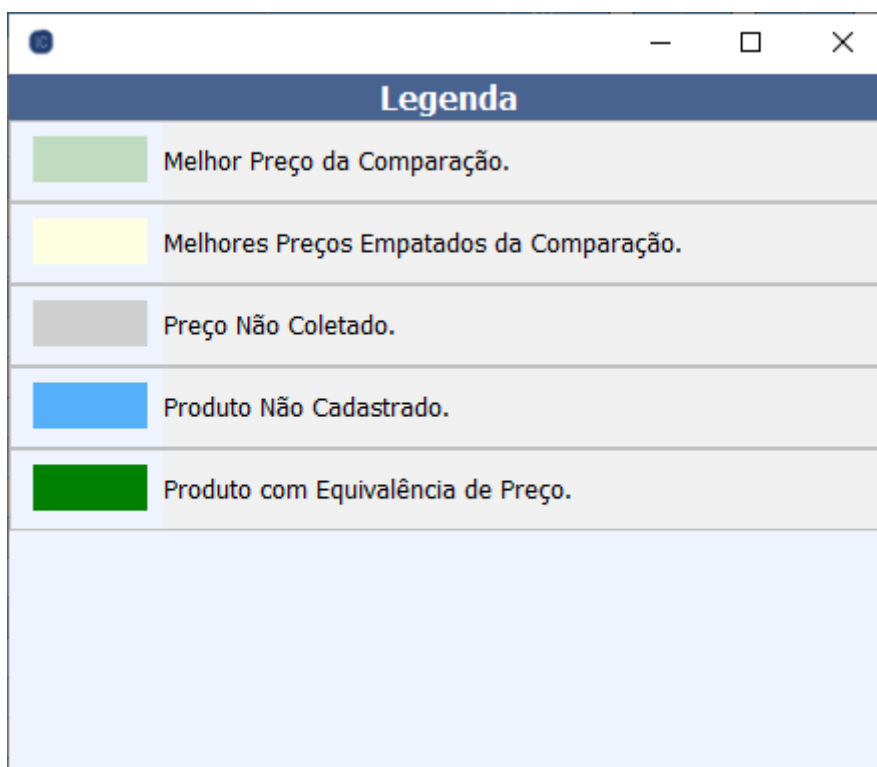 Legenda
Melhor Preço da Comparação.
Melhores Preços Empatados da Comparação.
Preço Não Coletado.
Produto Não Cadastrado.
Produto com Equivalência de Preço.